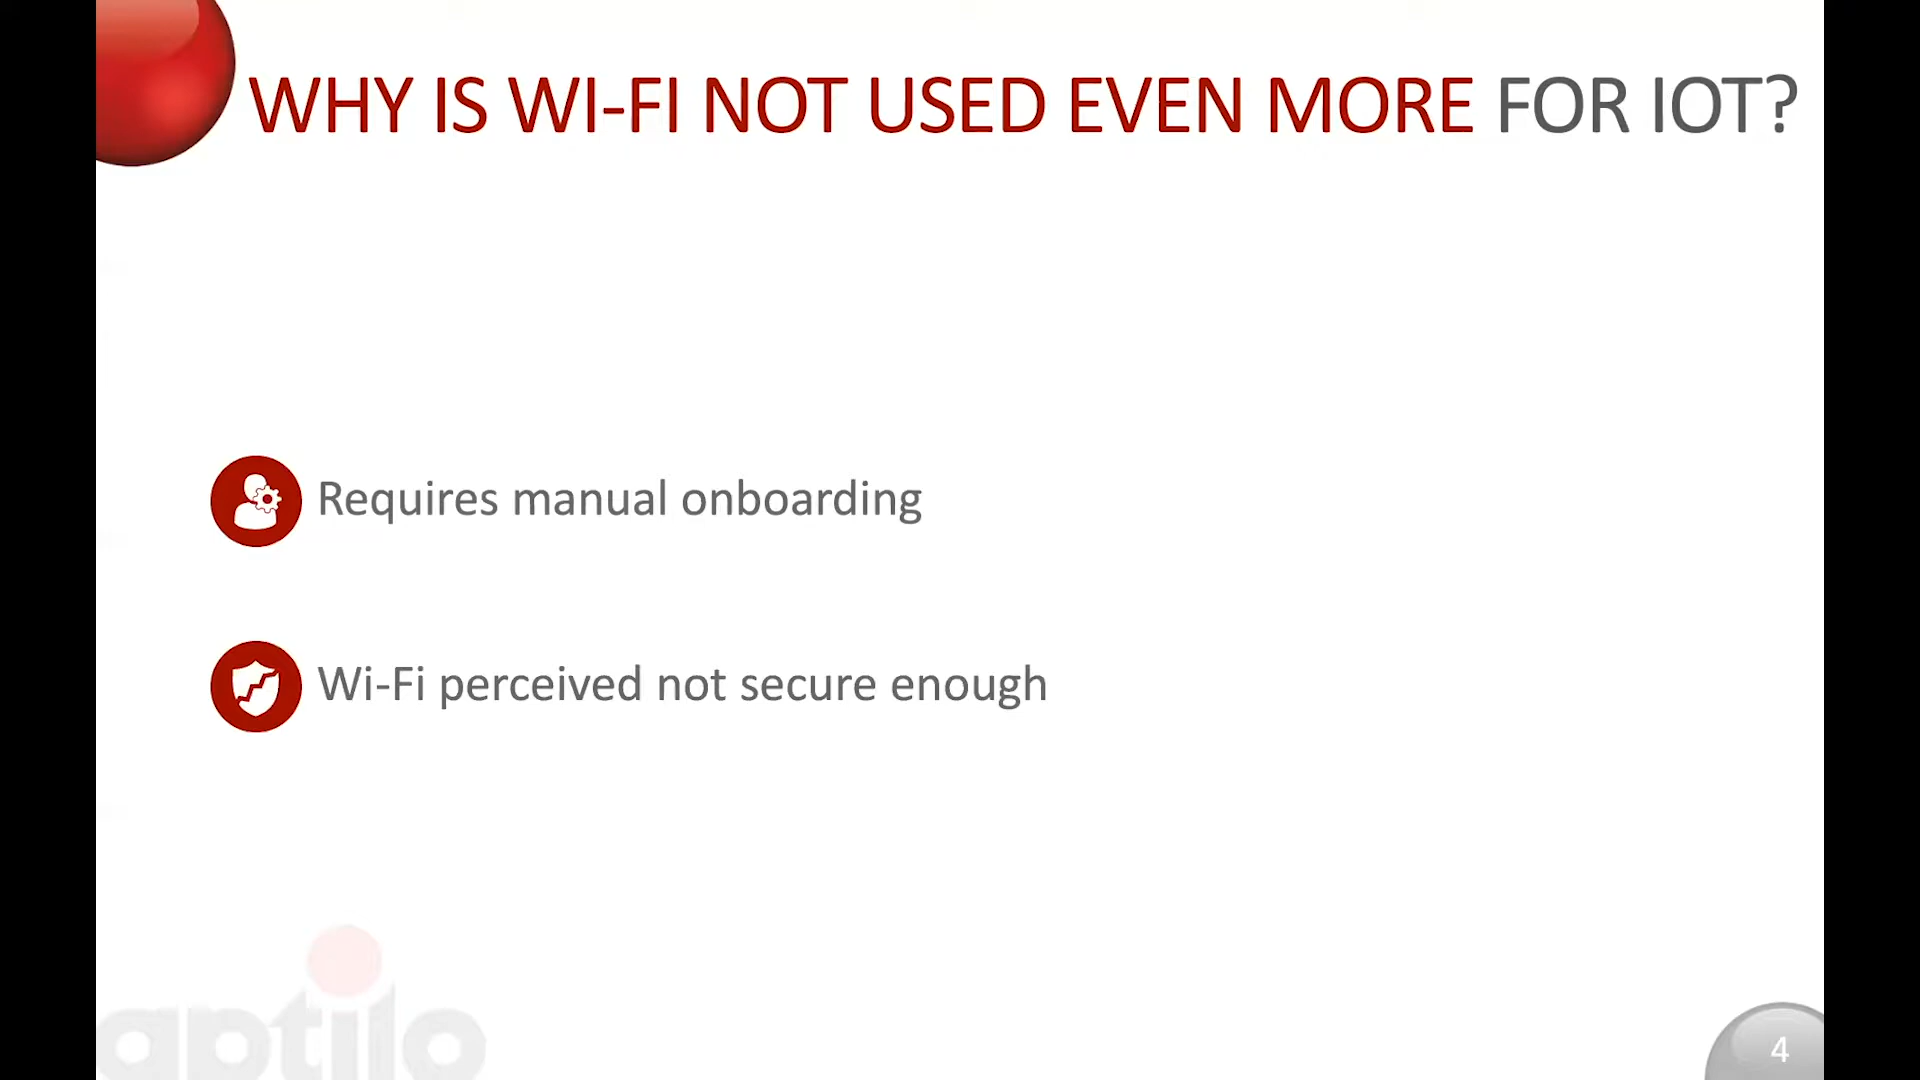 WHY IS WI-FI NOT USED EVEN MORE FOR IOT?
Requires manual onboarding
Wi-Fi perceived not secure enough
aptilo
4